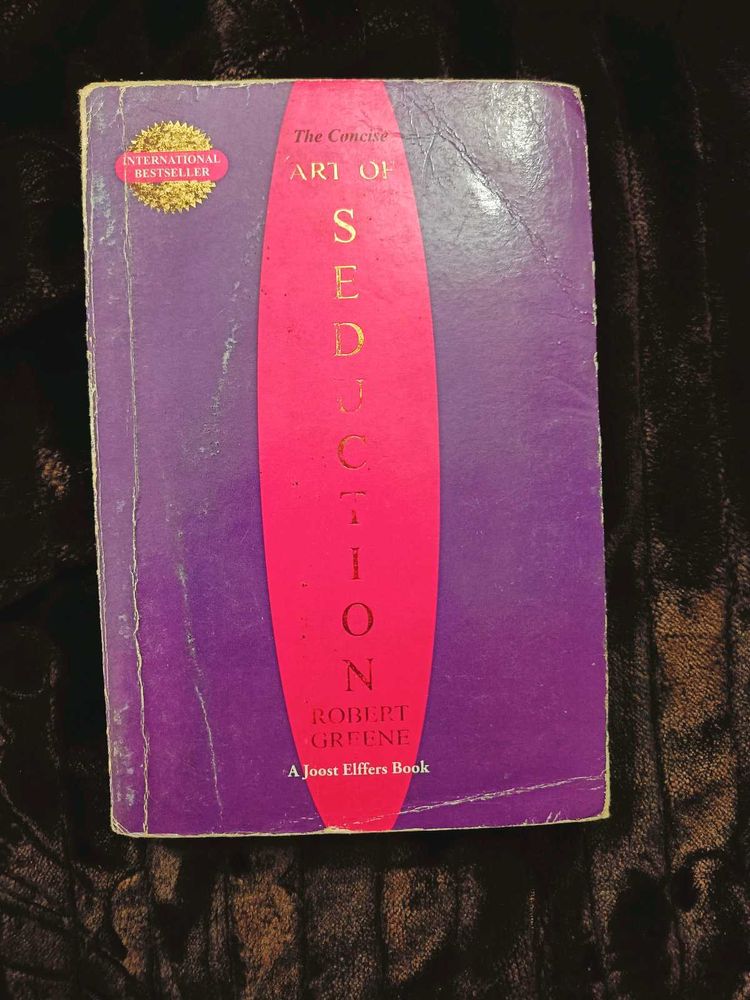 INTERNATIONAL
BESTSELLER
The Concise
ART OF
S
E
D
U
C
T
I
O
N
ROBERT
GREENE
A Joost Elffers Book